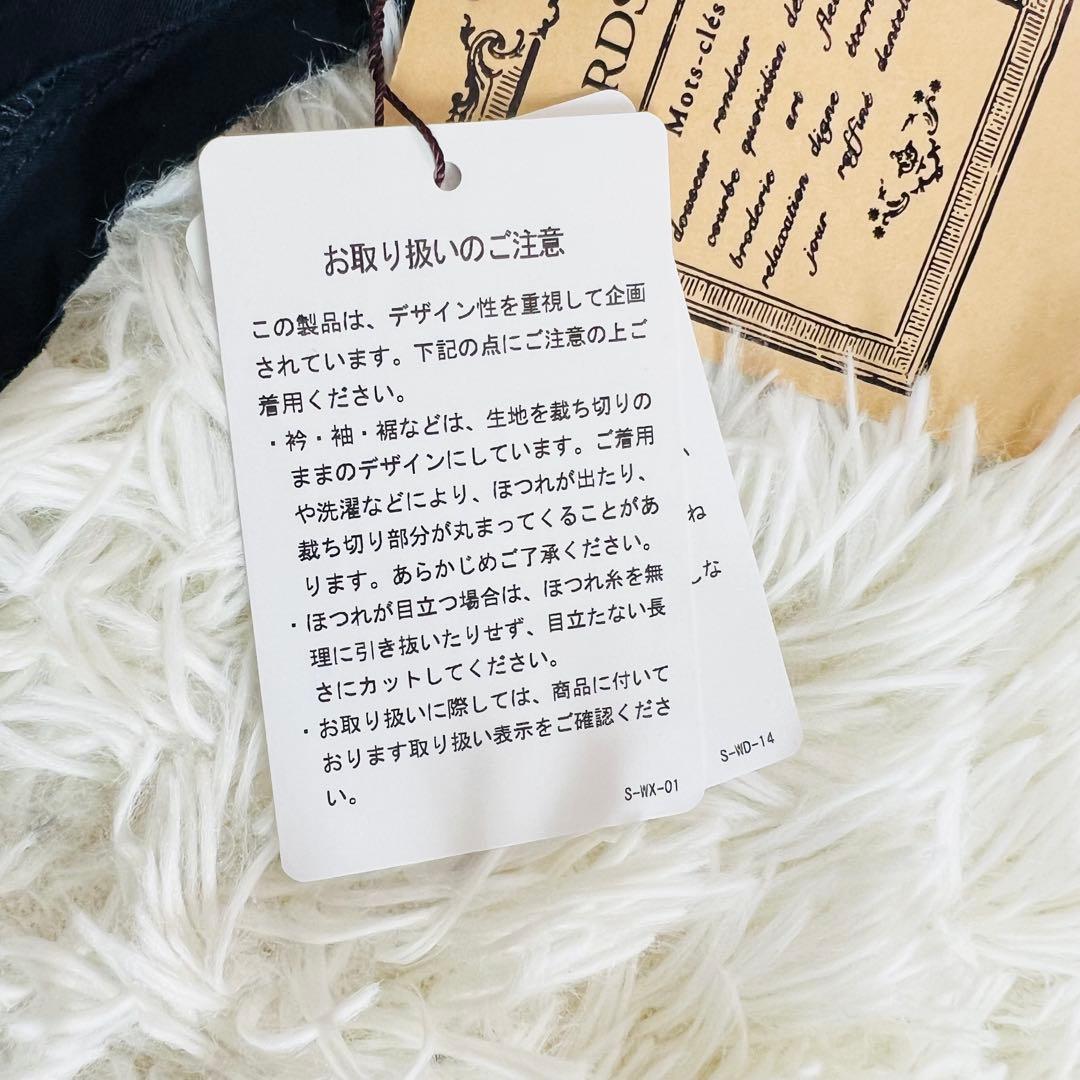 お取り扱いのご注意
この製品は、デザイン性を重視して企画
されています。下記の点にご注意の上ご
着用ください。
・衿・袖・裾などは、生地を裁ち切りの
ままのデザインにしています。ご着用
や洗濯などにより、ほつれが出たり、
裁ち切り部分が丸まってくることがあ
ります。あらかじめご了承ください。
・ほつれが目立つ場合は、ほつれ糸を無
理に引き抜いたりせず、目立たない長
さにカットしてください。
・お取り扱いに際しては、商品に付いて
おります取り扱い表示をご確認くださ
い。
S-WX-01
、
ね
しな
S-WD-14
RDS
Mots-clés
douceur rondeur
courbe quotidien
broderie art
relaxation digne
jour raffiné